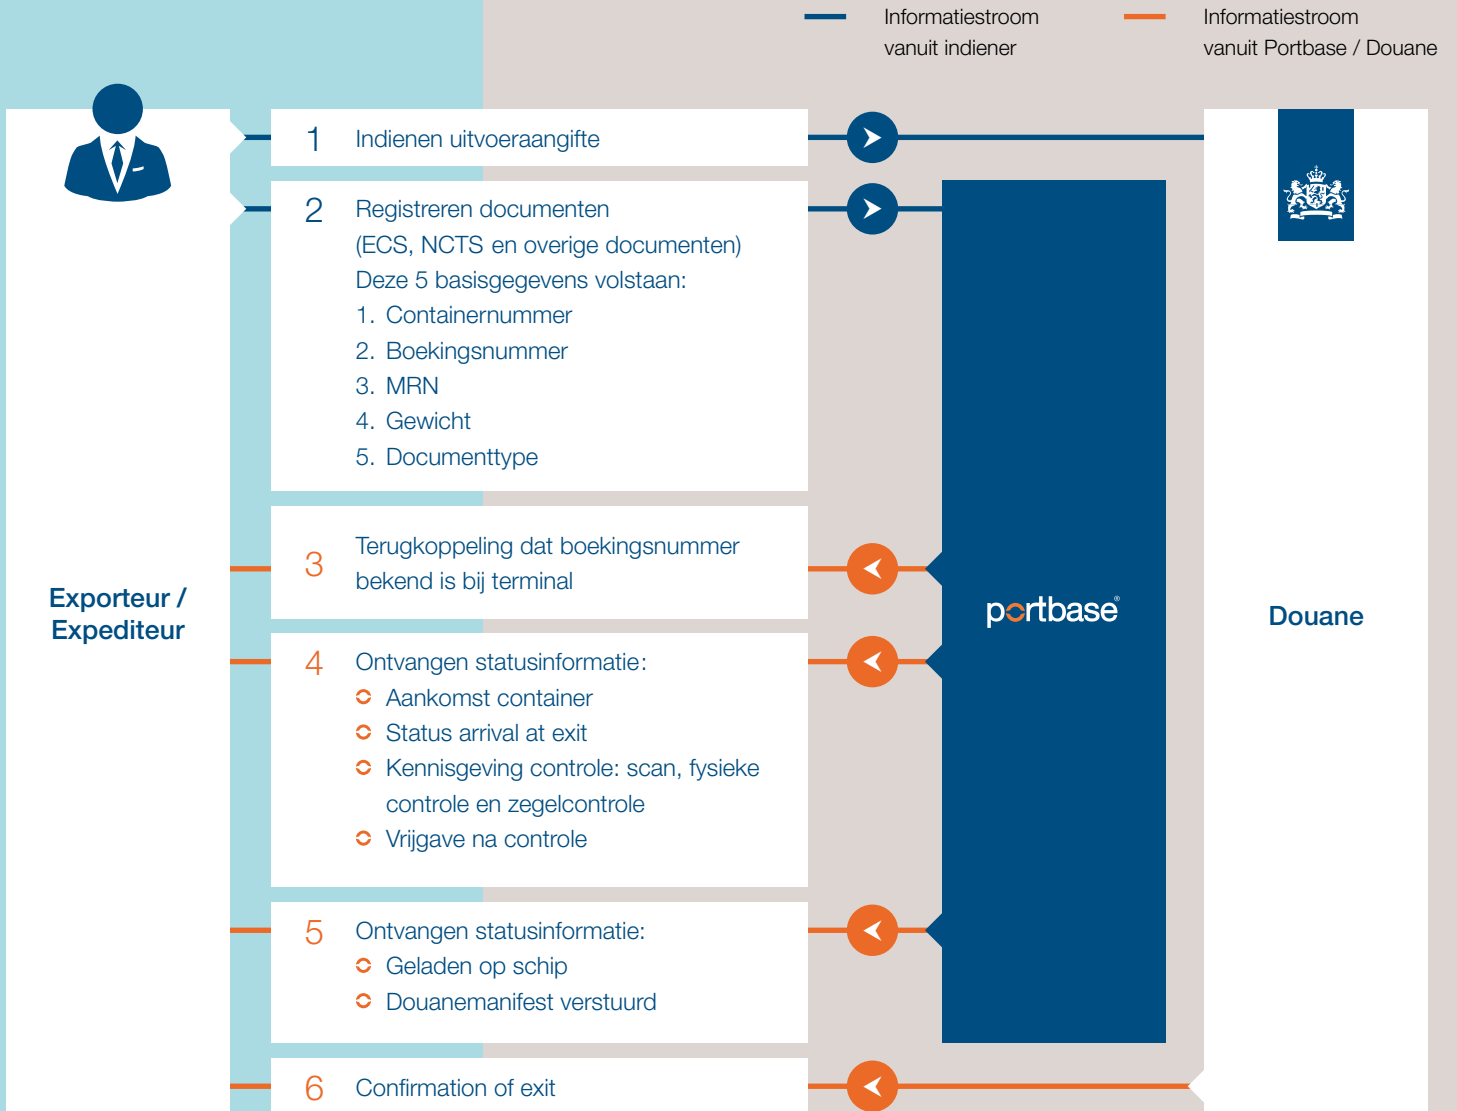 Informatiestroom
vanuit indiener
Informatiestroom
vanuit Portbase / Douane
1 Indienen uitvoeraangifte
2 Registreren documenten
(ECS, NCTS en overige documenten)
Deze 5 basisgegevens volstaan:
1. Containernummer
2. Boekingsnummer
3. MRN
4. Gewicht
5. Documenttype
3 Terugkoppeling dat boekingsnummer
bekend is bij terminal
Exporteur /
Expediteur
portbase®
Douane
4 Ontvangen statusinformatie:
Aankomst container
Status arrival at exit
Kennisgeving controle: scan, fysieke
controle en zegelcontrole
Vrijgave na controle
5 Ontvangen statusinformatie:
Geladen op schip
Douanemanifest verstuurd
6 Confirmation of exit